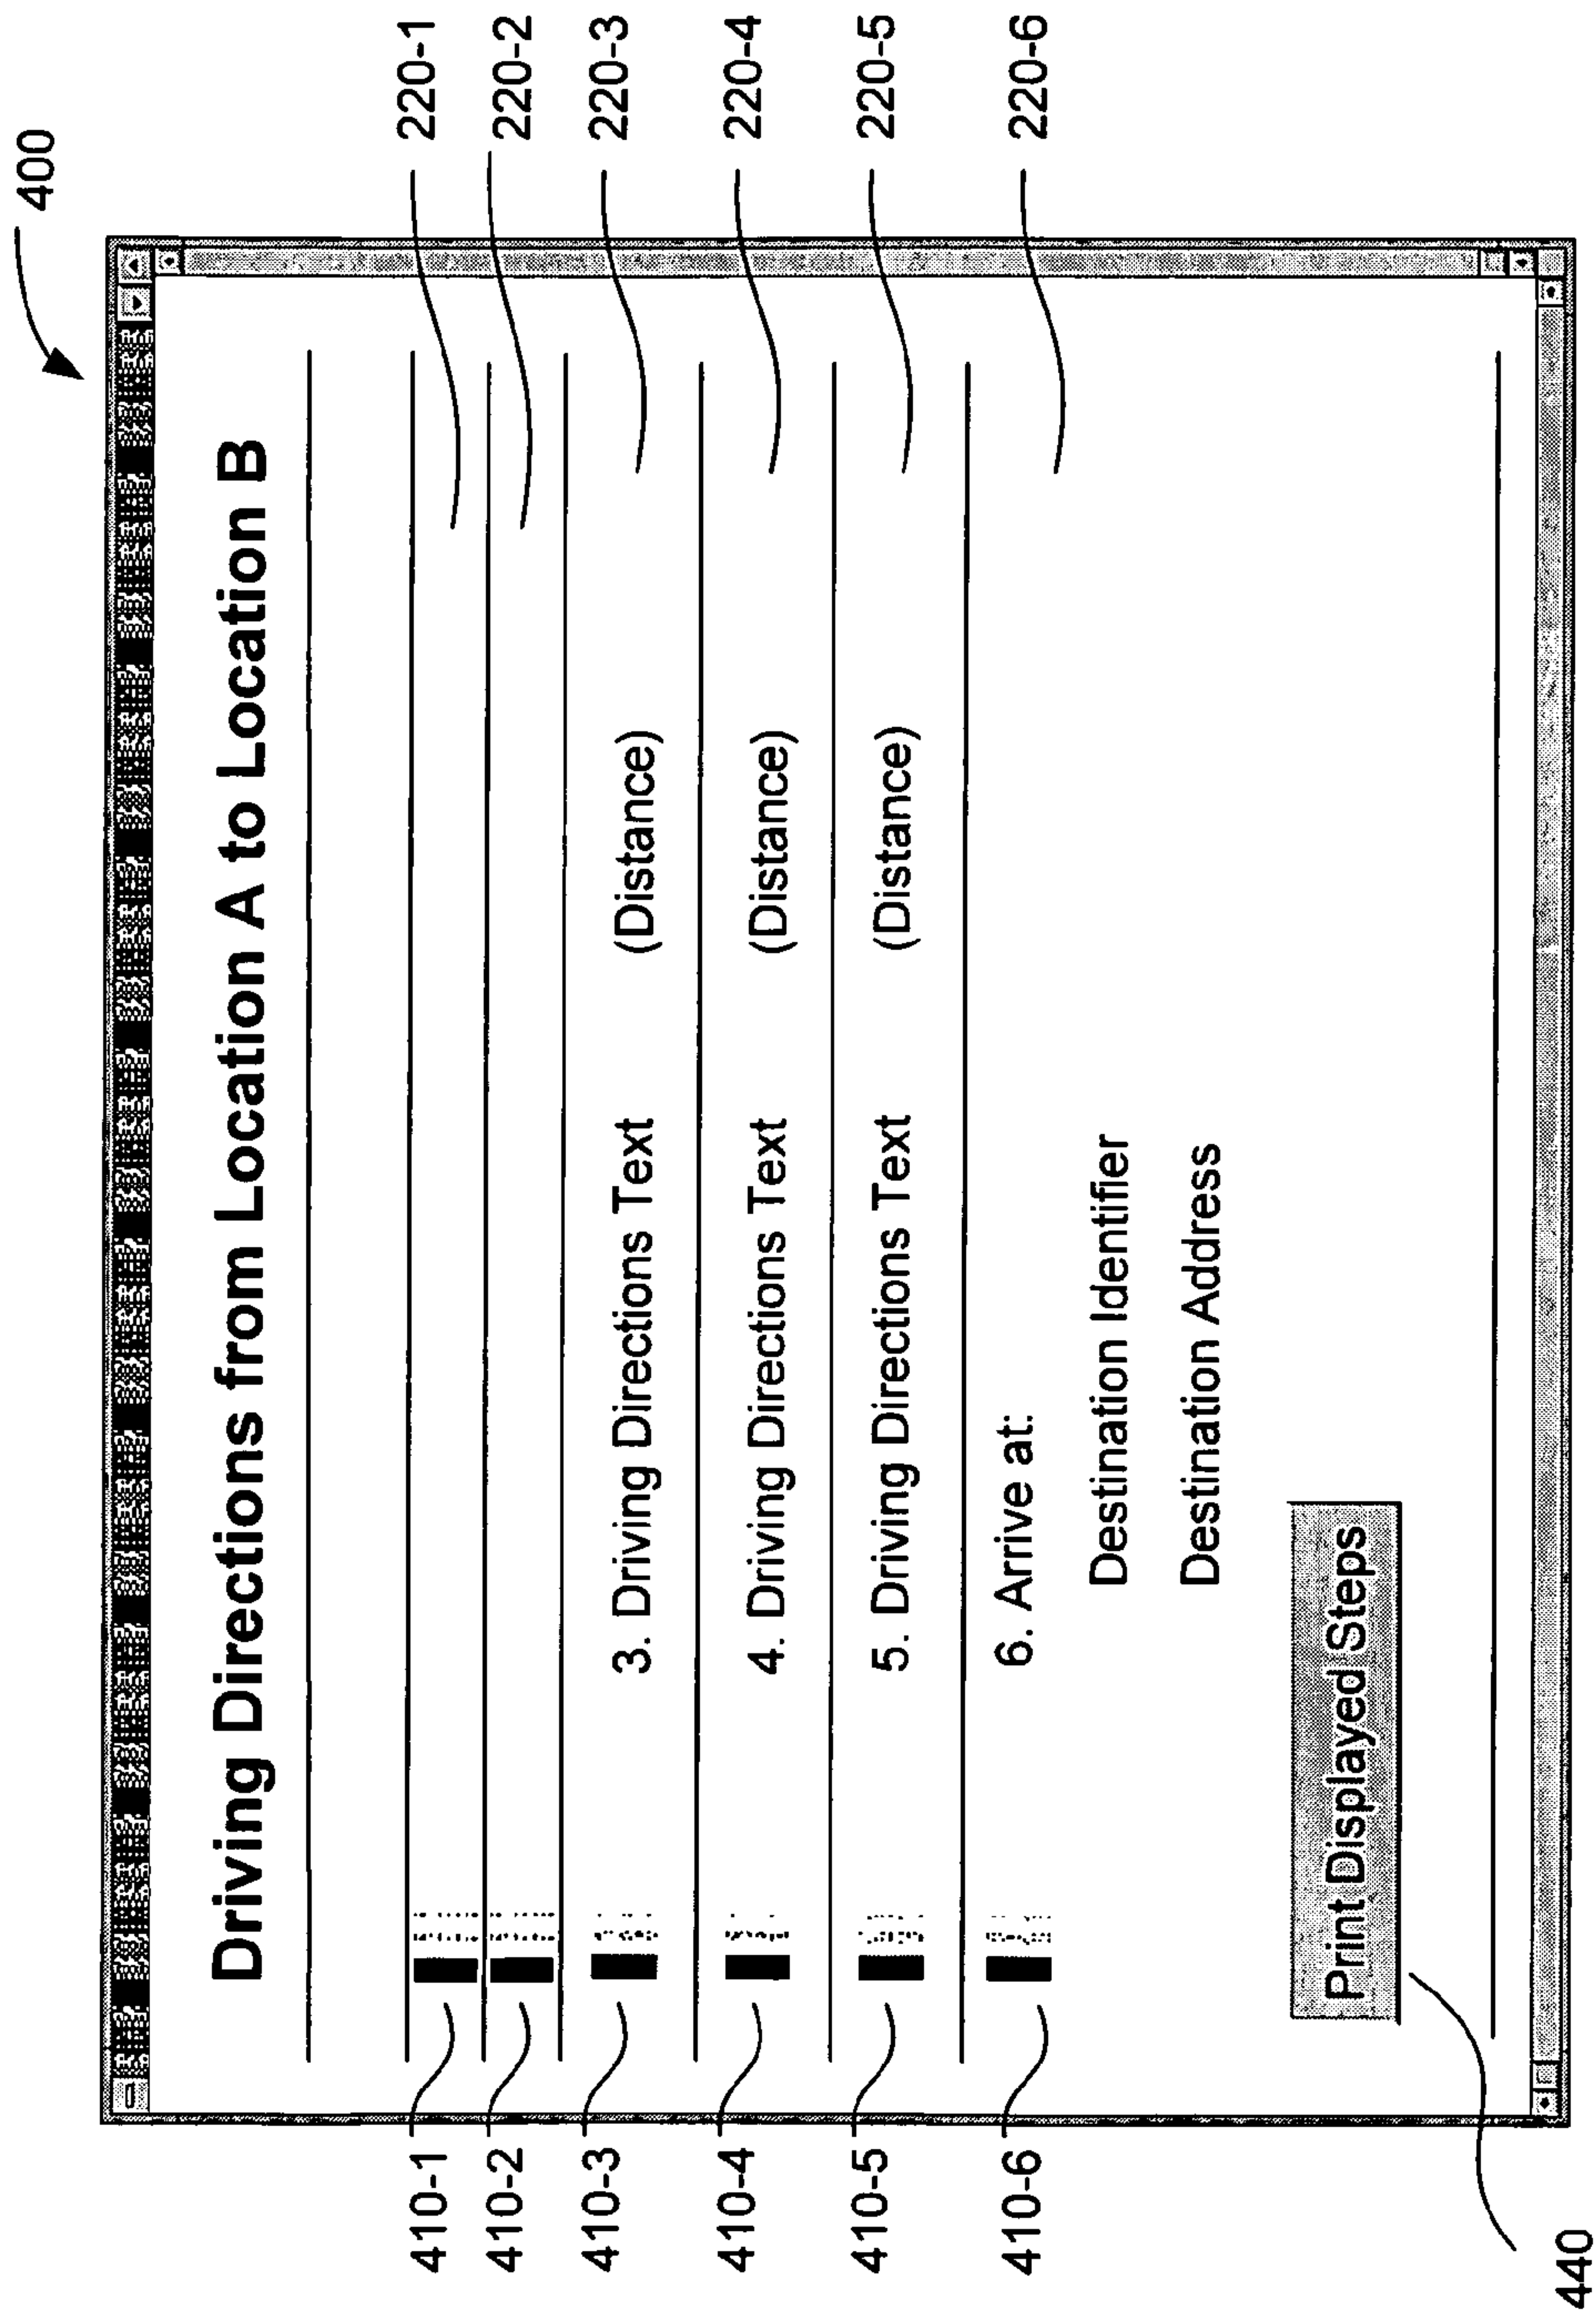 400
Driving Directions from Location A to Location B
410-1 220-1
410-2 220-2
410-3 3. Driving Directions Text (Distance) 220-3
410-4 4. Driving Directions Text (Distance) 220-4
410-5 5. Driving Directions Text (Distance) 220-5
410-6 6. Arrive at: 220-6
Destination Identifier
Destination Address
Print Displayed Steps
440